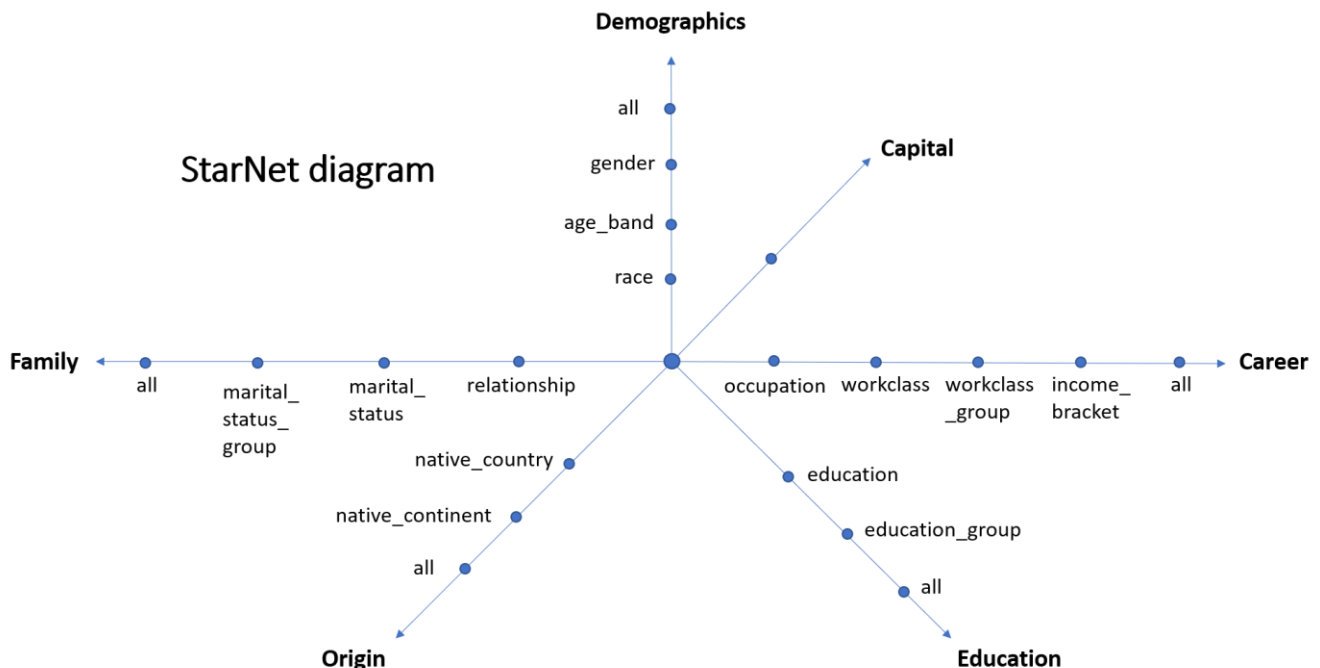 Demographics
all
Capital
StarNet diagram
gender
age_band
race
Family
Career
all
marital_
status_
group
marital_
status
relationship
occupation
workclass
workclass
_group
income_
bracket
all
native_country
education
native_continent
education_group
all
all
Origin
Education